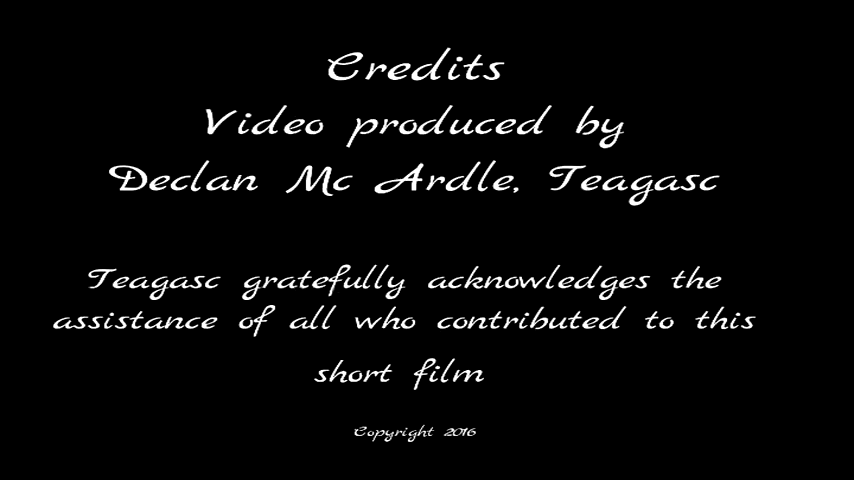 Credits
Video produced by
Declan Mc Ardle, Teagasc
Teagasc gratefully acknowledges the
assistance of all who contributed to this
short film
Copyright 2016